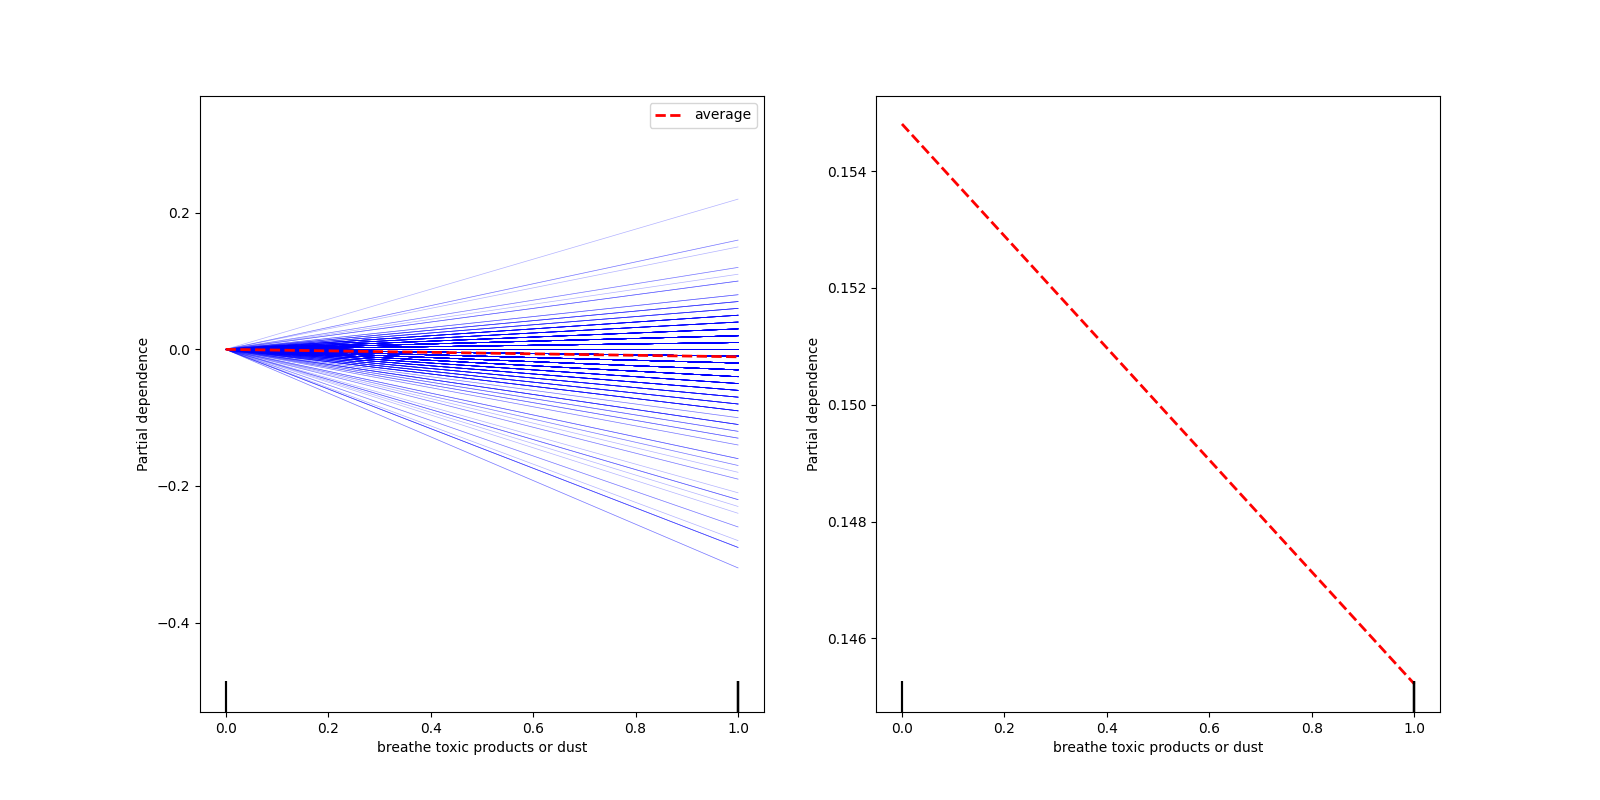 average
Partial dependence
0.2
0.0
−0.2
−0.4
0.0 0.2 0.4 0.6 0.8 1.0
breathe toxic products or dust
Partial dependence
0.154
0.152
0.150
0.148
0.146
0.0 0.2 0.4 0.6 0.8 1.0
breathe toxic products or dust